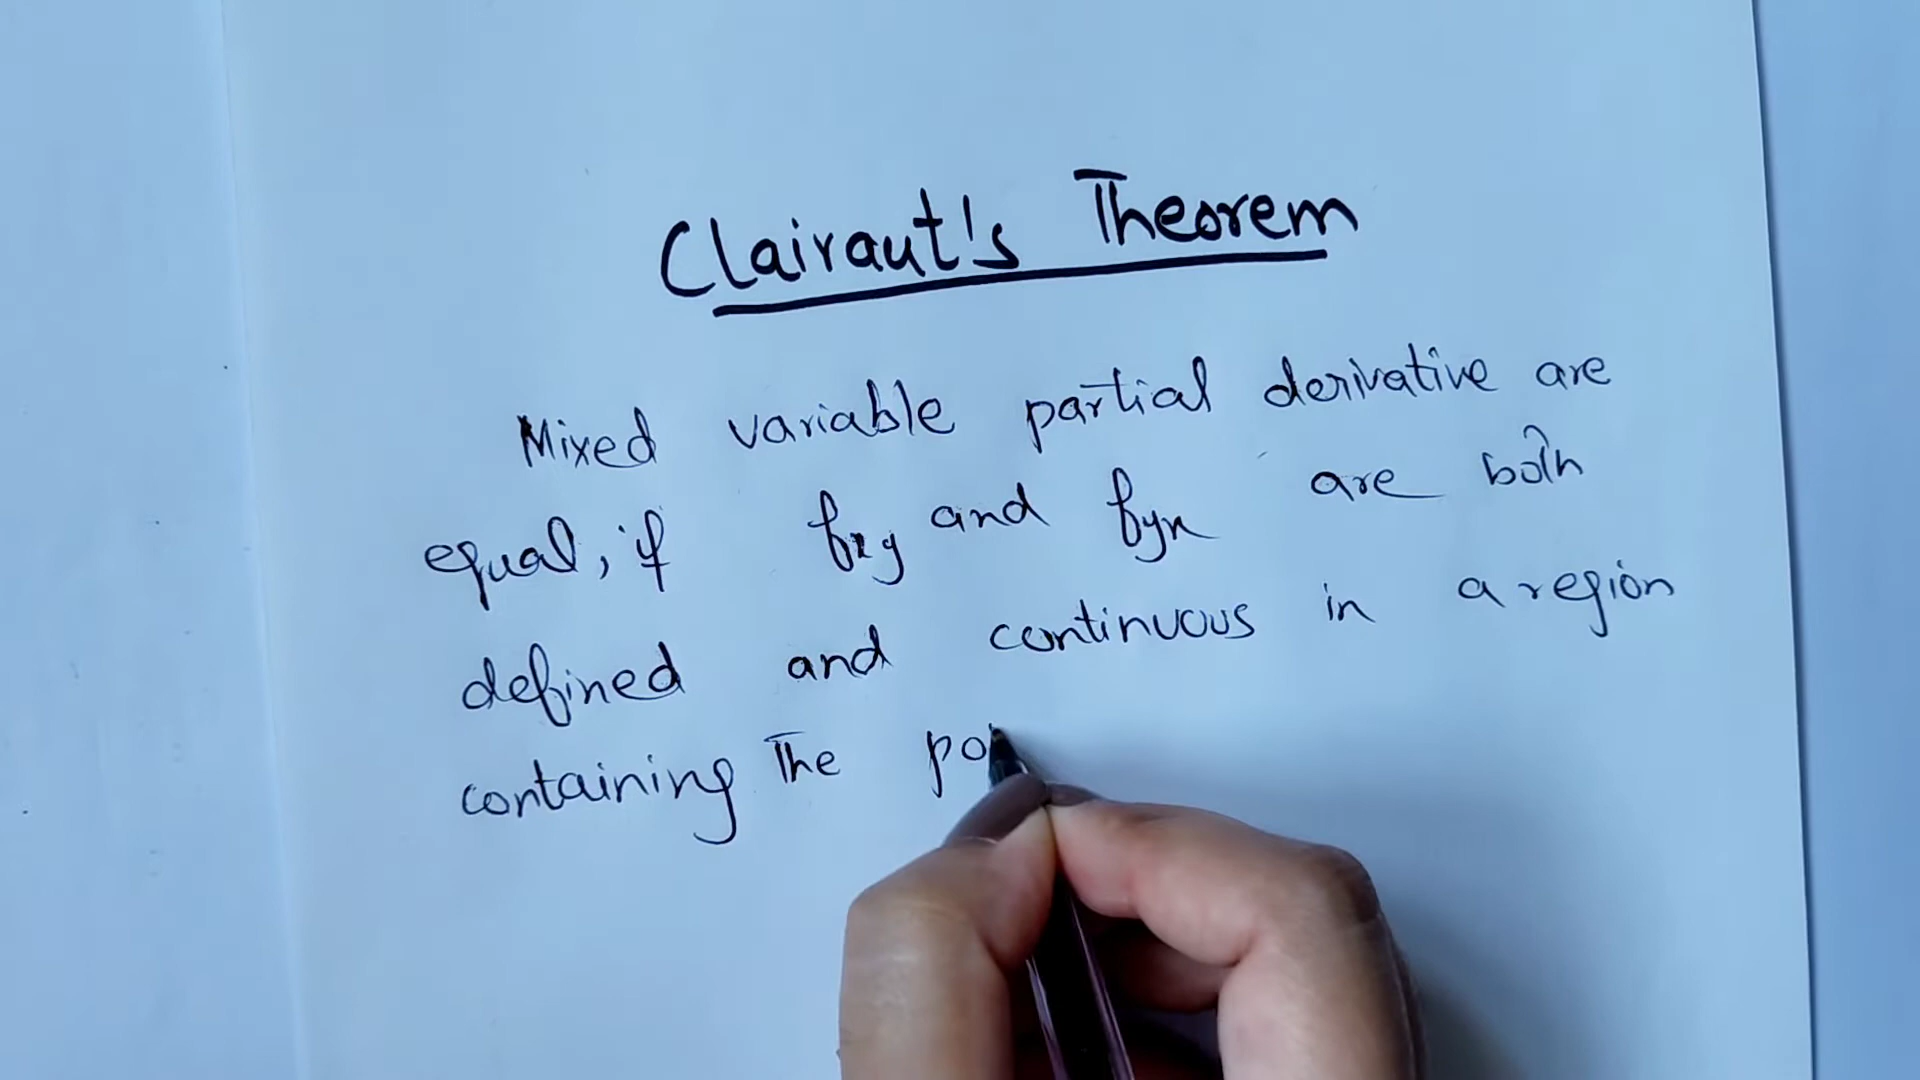 Clairaut's Theorem
Mixed variable partial derivative are
equal, if fxy and fyx are both
defined and continuous in a region
containing The po